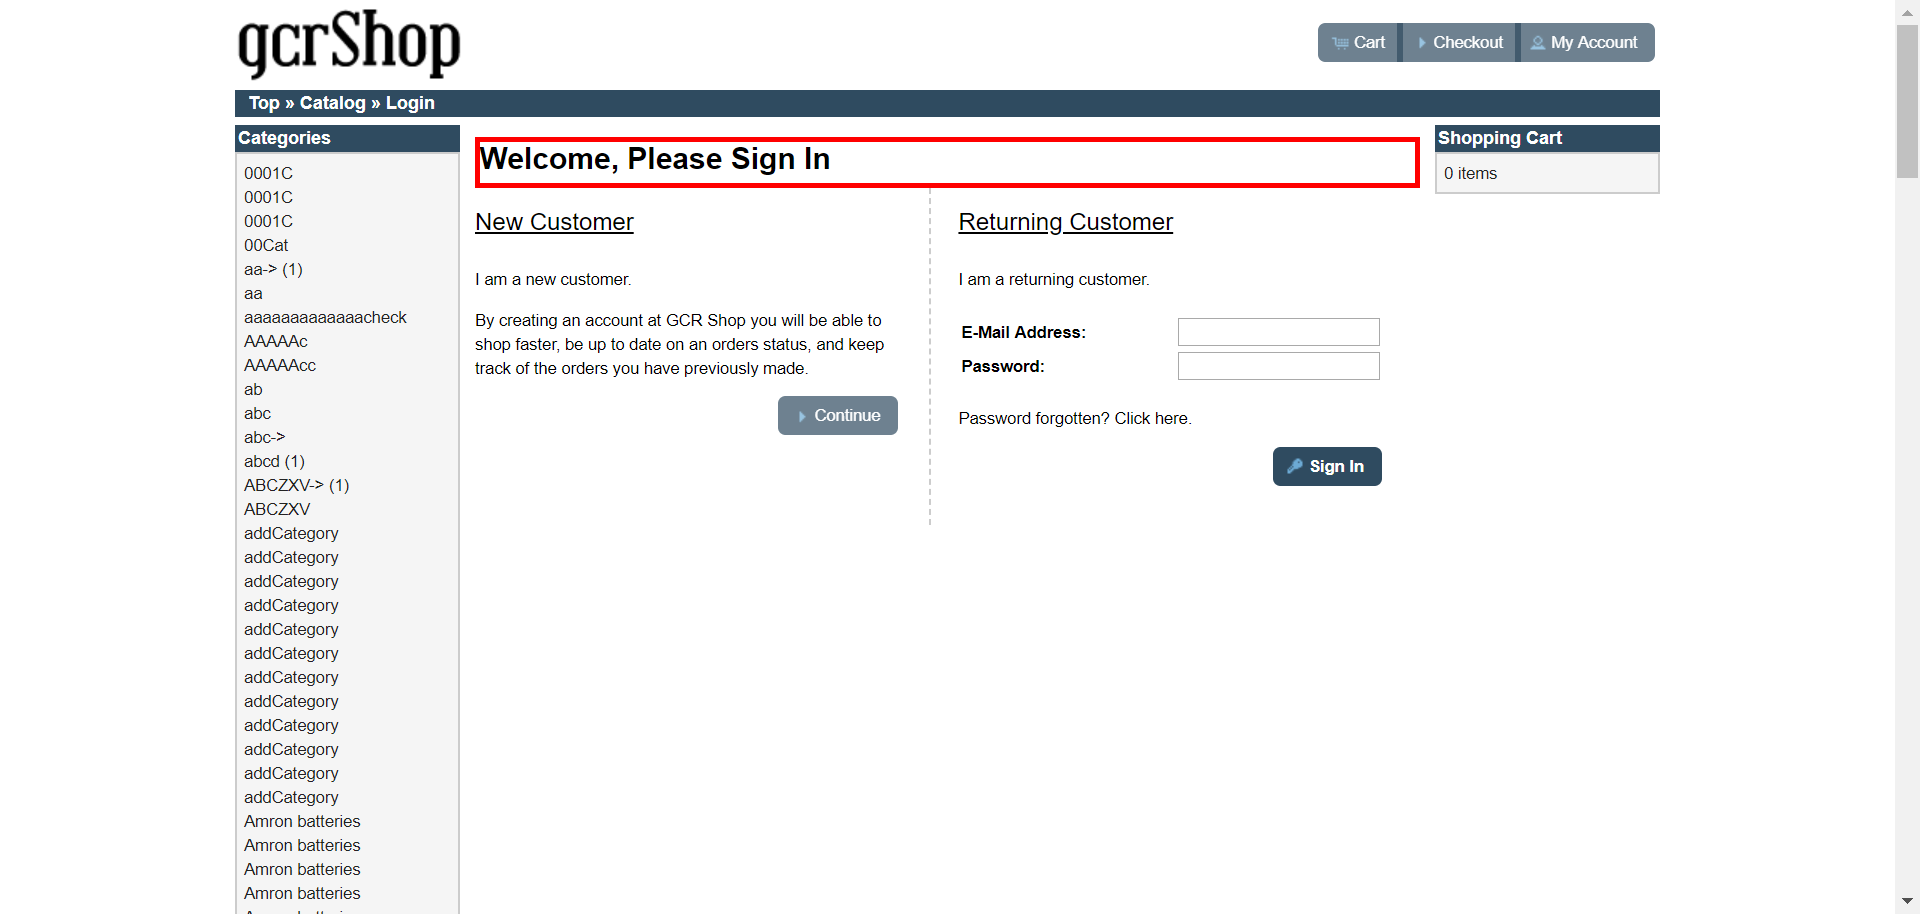 gcrShop
Cart
Checkout
My Account
Top » Catalog » Login
Categories
0001C
0001C
0001C
00Cat
aa-> (1)
aa
aaaaaaaaaaaaacheck
AAAAAc
AAAAAcc
ab
abc
abc->
abcd (1)
ABCZXV-> (1)
ABCZXV
addCategory
addCategory
addCategory
addCategory
addCategory
addCategory
addCategory
addCategory
addCategory
addCategory
addCategory
addCategory
Amron batteries
Amron batteries
Amron batteries
Amron batteries
Welcome, Please Sign In
New Customer
I am a new customer.
By creating an account at GCR Shop you will be able to
shop faster, be up to date on an orders status, and keep
track of the orders you have previously made.
Continue
Returning Customer
I am a returning customer.
E-Mail Address:
Password:
Password forgotten? Click here.
Sign In
Shopping Cart
0 items